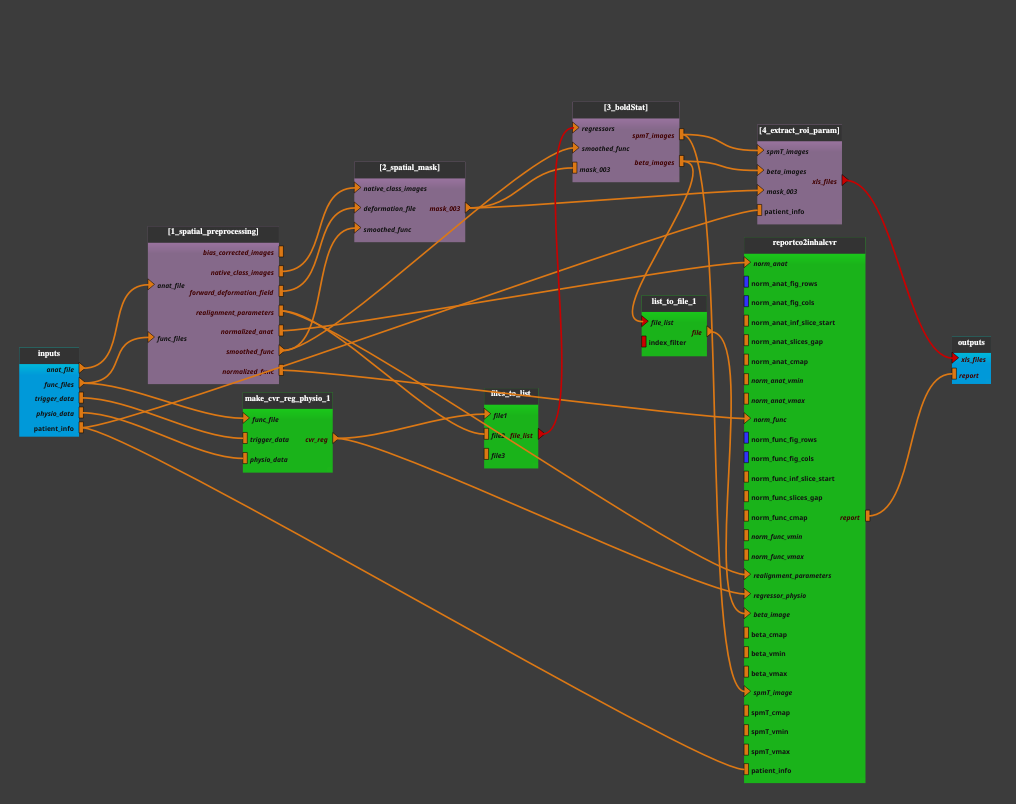 [3_boldStat]
regressors
spmT_images
smoothed_func
beta_images
mask_003
[4_extract_roi_param]
spmT_images
beta_images
xls_files
mask_003
patient_info
[2_spatial_mask]
native_class_images
deformation_file
mask_003
smoothed_func
[1_spatial_preprocessing]
bias_corrected_images
native_class_images
anat_file
forward_deformation_field
realignment_parameters
normalized_anat
func_files
smoothed_func
normalized_func
inputs
anat_file
func_files
trigger_data
physio_data
patient_info
make_cvr_reg_physio_1
func_file
trigger_data
cvr_reg
physio_data
files_to_list
file1
file2
file_list
file3
list_to_file_1
file_list
file
index_filter
reportco2inhalcvr
norm_anat
norm_anat_fig_rows
norm_anat_fig_cols
norm_anat_inf_slice_start
norm_anat_slices_gap
norm_anat_cmap
norm_anat_vmin
norm_anat_vmax
norm_func
norm_func_fig_rows
norm_func_fig_cols
norm_func_inf_slice_start
norm_func_slices_gap
norm_func_cmap
report
norm_func_vmin
norm_func_vmax
realignment_parameters
regressor_physio
beta_image
beta_cmap
beta_vmin
beta_vmax
spmT_image
spmT_cmap
spmT_vmin
spmT_vmax
patient_info
outputs
xls_files
report